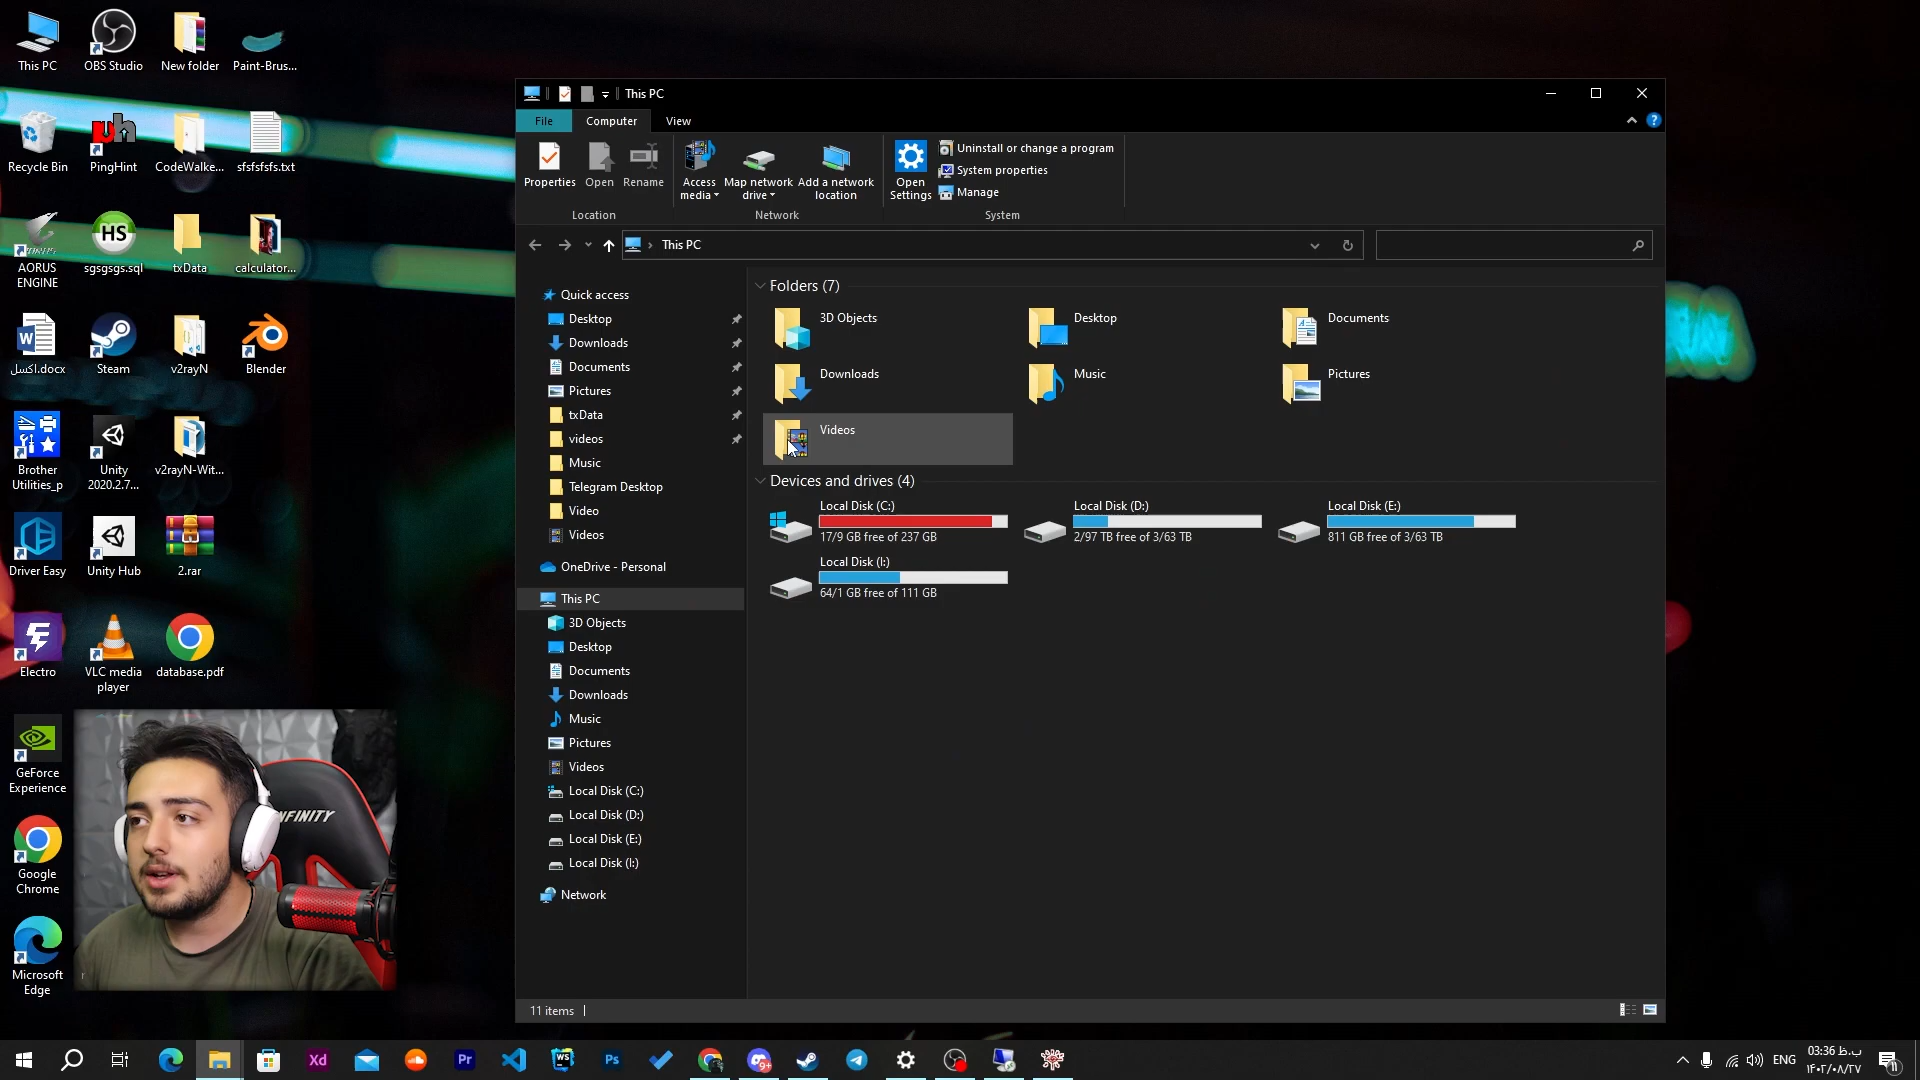 This PC
OBS Studio
New folder
Paint-Brus...
Recycle Bin
PingHint
CodeWalke...
sfsfsfsfs.txt
AORUS
ENGINE
HS
sgsgsgs.sql
txData
calculator...
اکسل.docx
Steam
v2rayN
Blender
Brother
Utilities_p
Unity
2020.2.7...
v2rayN-Wit...
Driver Easy
Unity Hub
2.rar
Electro
VLC media
player
database.pdf
GeForce
Experience
Google
Chrome
Microsoft
Edge
INFINITY
This PC
File
Computer
View
Properties
Open
Rename
Access
media
Map network
drive
Add a network
location
Open
Settings
Uninstall or change a program
System properties
Manage
Location
Network
System
This PC
Quick access
Desktop
Downloads
Documents
Pictures
txData
videos
Music
Telegram Desktop
Video
Videos
OneDrive - Personal
This PC
3D Objects
Desktop
Documents
Downloads
Music
Pictures
Videos
Local Disk (C:)
Local Disk (D:)
Local Disk (E:)
Local Disk (I:)
Network
Folders (7)
3D Objects
Desktop
Documents
Downloads
Music
Pictures
Videos
Devices and drives (4)
Local Disk (C:)
17/9 GB free of 237 GB
Local Disk (D:)
2/97 TB free of 3/63 TB
Local Disk (E:)
811 GB free of 3/63 TB
Local Disk (I:)
64/1 GB free of 111 GB
11 items
Xd
Pr
WS
Ps
9+
ENG
03:36 ب.ظ
۱۴۰۲/۰۸/۲۷